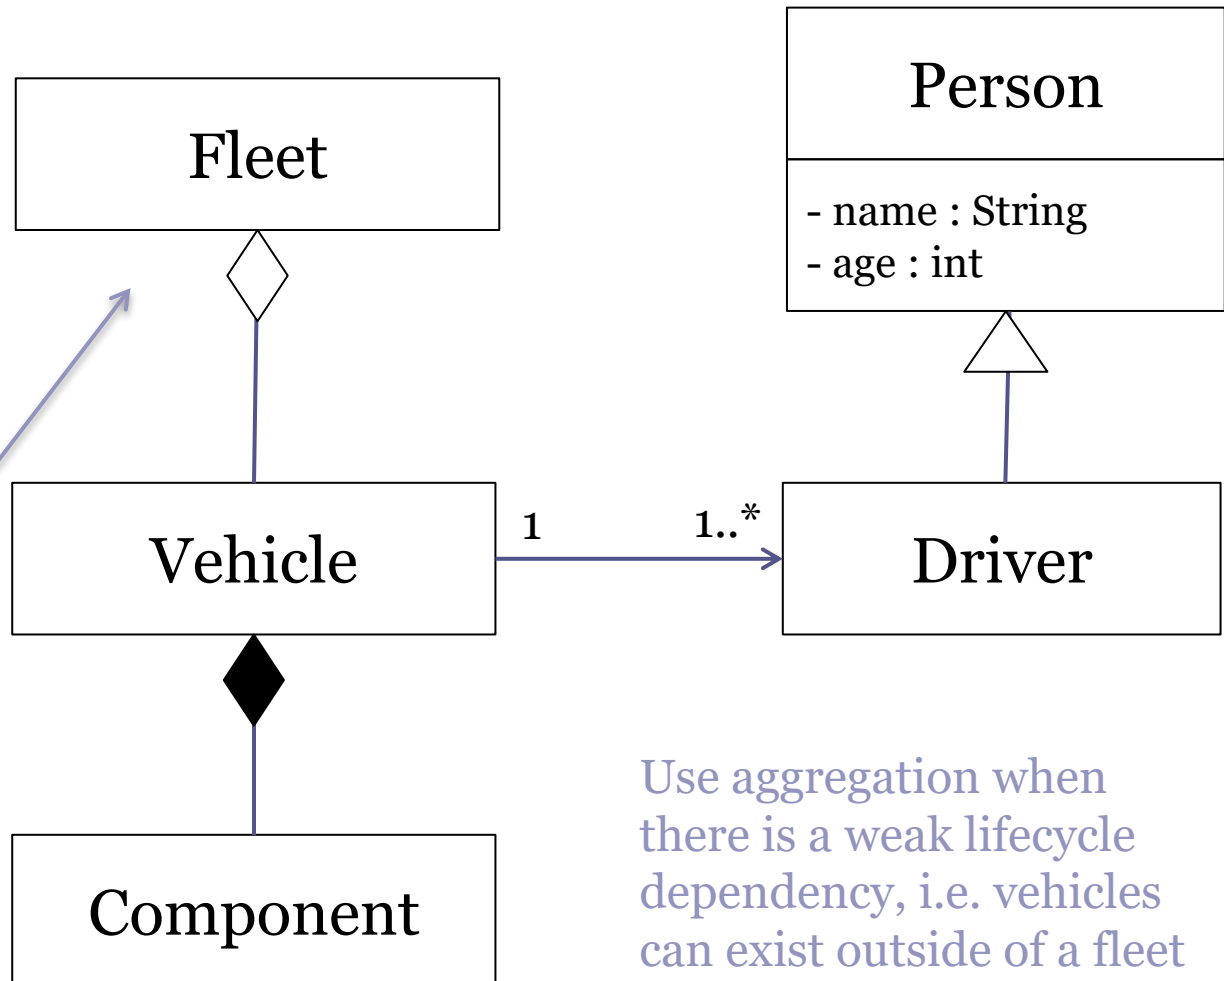 Person
Fleet
- name : String
- age : int
1
1..*
Vehicle
Driver
Use aggregation when
there is a weak lifecycle
dependency, i.e. vehicles
can exist outside of a fleet
Component